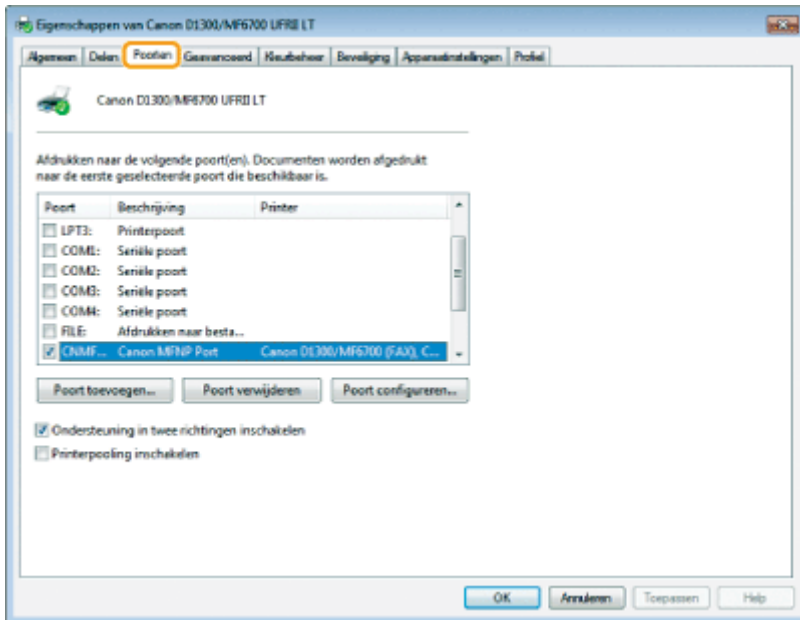 Eigenschappen van Canon D1300/MF6700 UFRII LT
Algemeen Delen Poorten Geavanceerd Kleurbeheer Beveiliging Apparaatinstellingen Profiel
Canon D1300/MF6700 UFRII LT
Afdrukken naar de volgende poort(en). Documenten worden afgedrukt
naar de eerste geselecteerde poort die beschikbaar is.
Poort Beschrijving Printer
LPT3: Printerpoort
COM1: Seriële poort
COM2: Seriële poort
COM3: Seriële poort
COM4: Seriële poort
FILE: Afdrukken naar besta...
CNMF... Canon MFNP Port Canon D1300/MF6700 (FAX), C...
Poort toevoegen... Poort verwijderen Poort configureren...
Ondersteuning in twee richtingen inschakelen
Printerpooling inschakelen
OK Annuleren Toepassen Help